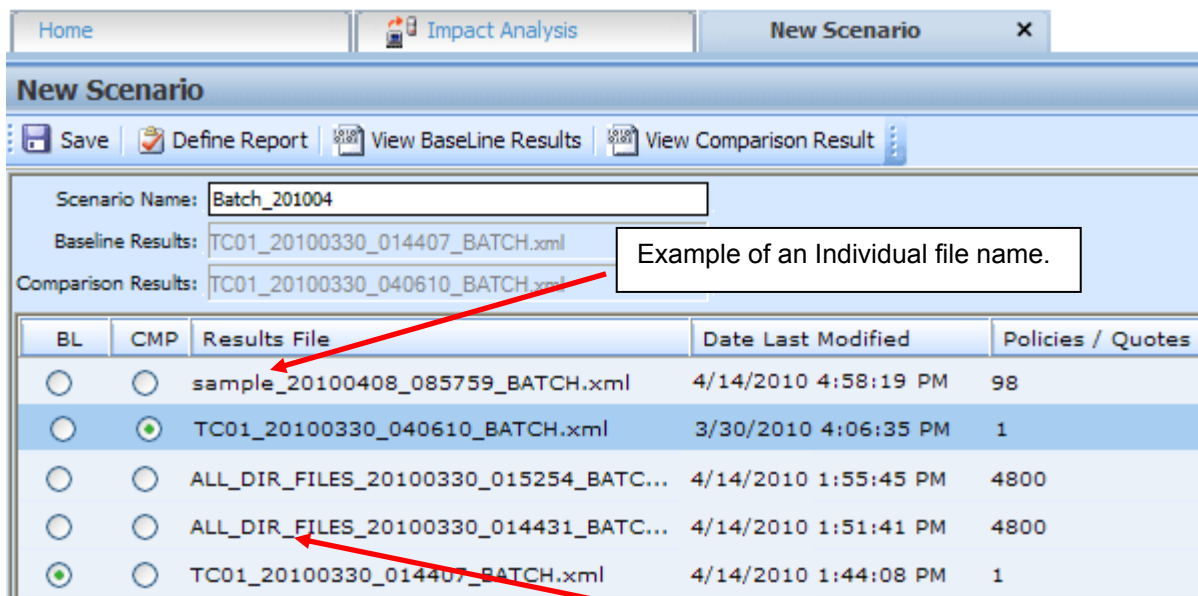 Home Impact Analysis New Scenario ×
New Scenario
Save Define Report View BaseLine Results View Comparison Result
Scenario Name: Batch_201004
Baseline Results: TC01_20100330_014407_BATCH.xml
Example of an Individual file name.
Comparison Results: TC01_20100330_040610_BATCH.xml
BL CMP Results File Date Last Modified Policies / Quotes
sample_20100408_085759_BATCH.xml 4/14/2010 4:58:19 PM 98
TC01_20100330_040610_BATCH.xml 3/30/2010 4:06:35 PM 1
ALL_DIR_FILES_20100330_015254_BATC... 4/14/2010 1:55:45 PM 4800
ALL_DIR_FILES_20100330_014431_BATC... 4/14/2010 1:51:41 PM 4800
TC01_20100330_014407_BATCH.xml 4/14/2010 1:44:08 PM 1